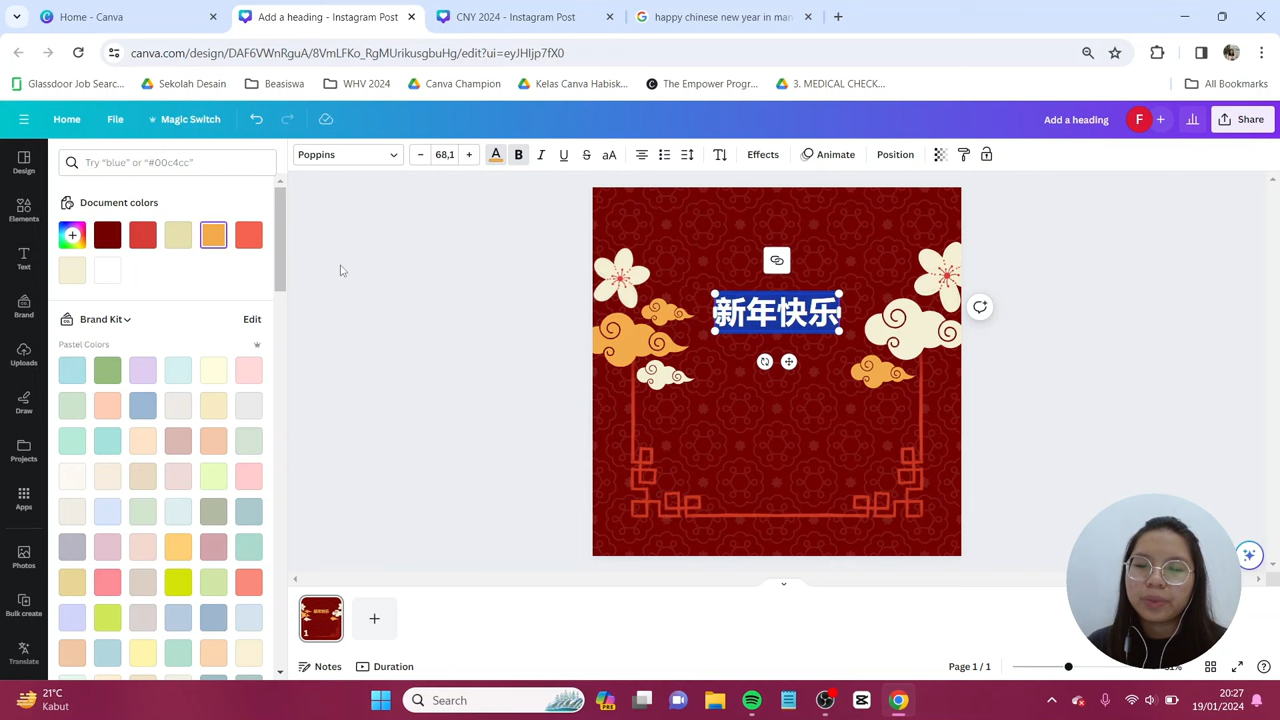 Home - Canva
Add a heading - Instagram Post
CNY 2024 - Instagram Post
happy chinese new year in man
canva.com/design/DAF6VWnRguA/8VmLFKo_RgMUrikusgbuHg/edit?ui=eyJHIjp7fX0
Glassdoor Job Searc...
Sekolah Desain
Beasiswa
WHV 2024
Canva Champion
Kelas Canva Habisk...
The Empower Progr...
3. MEDICAL CHECK...
All Bookmarks
Home
File
Magic Switch
Add a heading
F
Share
Design
Elements
Text
Brand
Uploads
Draw
Projects
Apps
Photos
Bulk create
Translate
Try “blue” or “#00c4cc”
Document colors
Brand Kit
Edit
Pastel Colors
Poppins
68,1
A
B
I
U
S
aA
Effects
Animate
Position
新年快乐
1
Notes
Duration
Page 1 / 1
21°C
Kabut
Search
PRE
20:27
19/01/2024